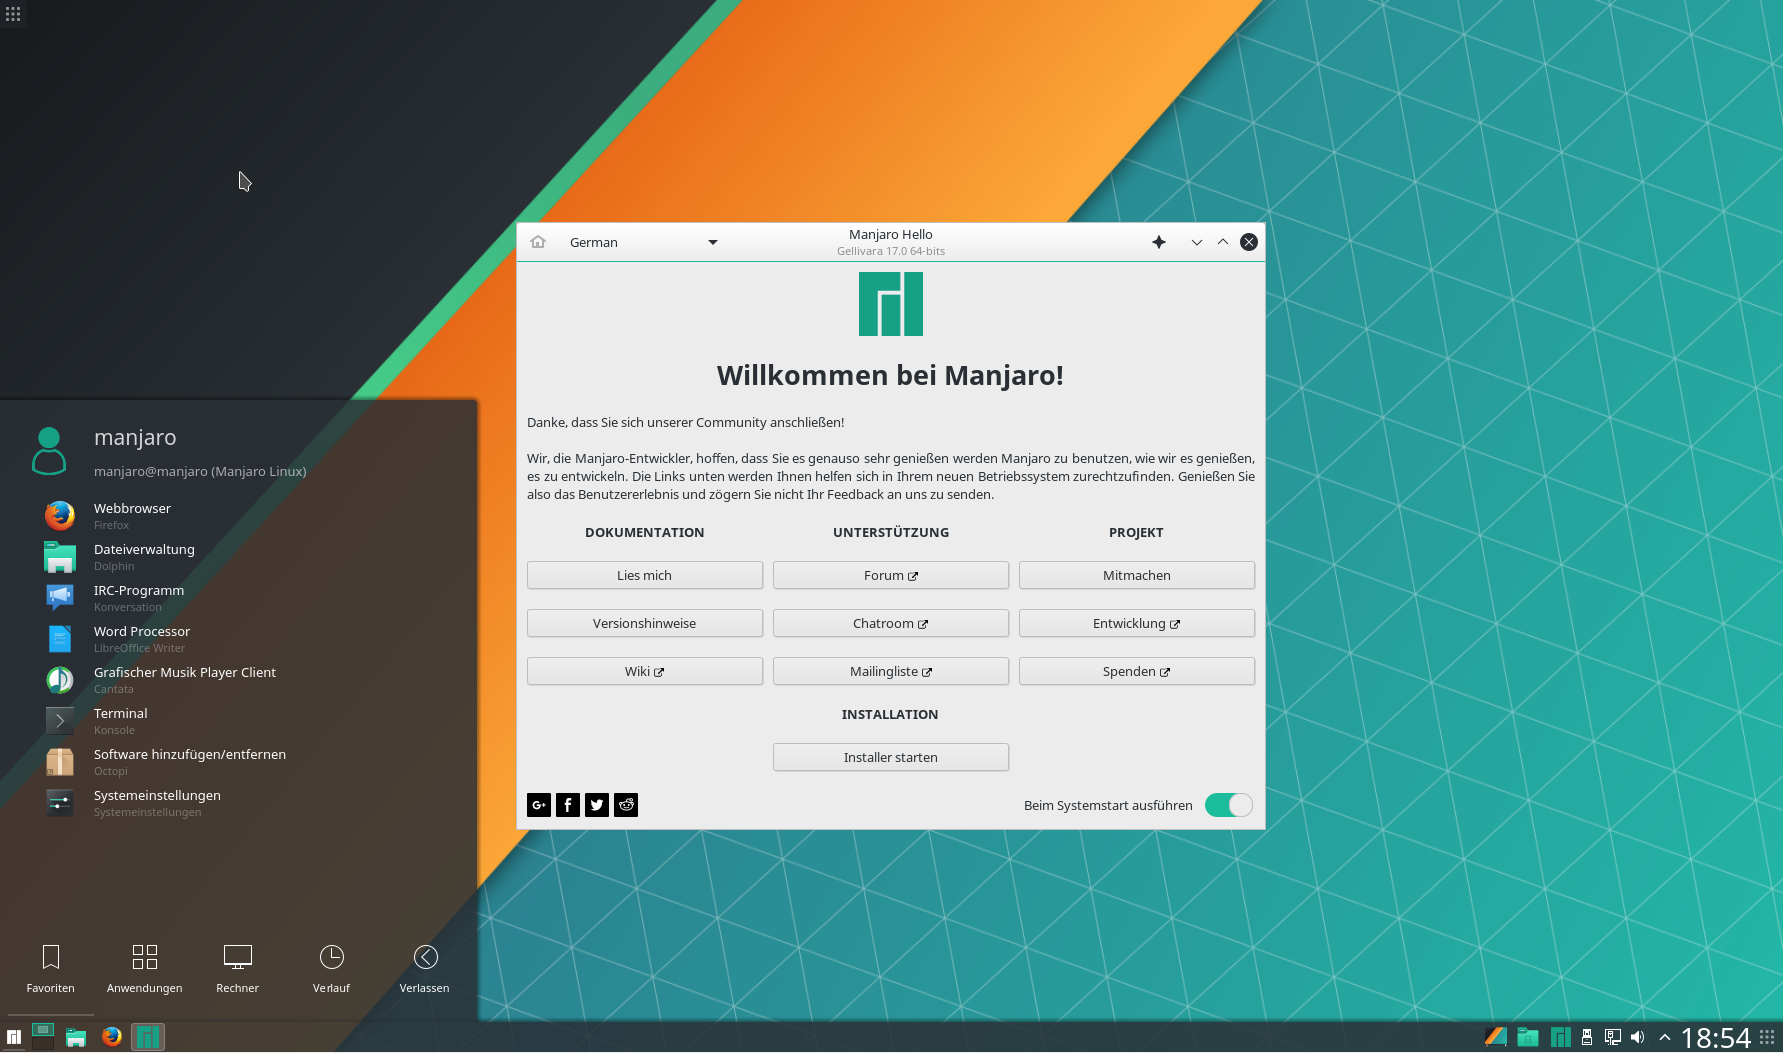 German
Manjaro Hello
Gellivara 17.0 64-bits
Willkommen bei Manjaro!
Danke, dass Sie sich unserer Community anschließen!
Wir, die Manjaro-Entwickler, hoffen, dass Sie es genauso sehr genießen werden Manjaro zu benutzen, wie wir es genießen,
es zu entwickeln. Die Links unten werden Ihnen helfen sich in Ihrem neuen Betriebssystem zurechtzufinden. Genießen Sie
also das Benutzererlebnis und zögern Sie nicht Ihr Feedback an uns zu senden.
DOKUMENTATION
UNTERSTÜTZUNG
PROJEKT
Lies mich
Forum
Mitmachen
Versionshinweise
Chatroom
Entwicklung
Wiki
Mailingliste
Spenden
INSTALLATION
Installer starten
Beim Systemstart ausführen
manjaro
manjaro@manjaro (Manjaro Linux)
Webbrowser
Firefox
Dateiverwaltung
Dolphin
IRC-Programm
Konversation
Word Processor
LibreOffice Writer
Grafischer Musik Player Client
Cantata
Terminal
Konsole
Software hinzufügen/entfernen
Octopi
Systemeinstellungen
Systemeinstellungen
Favoriten
Anwendungen
Rechner
Verlauf
Verlassen
18:54